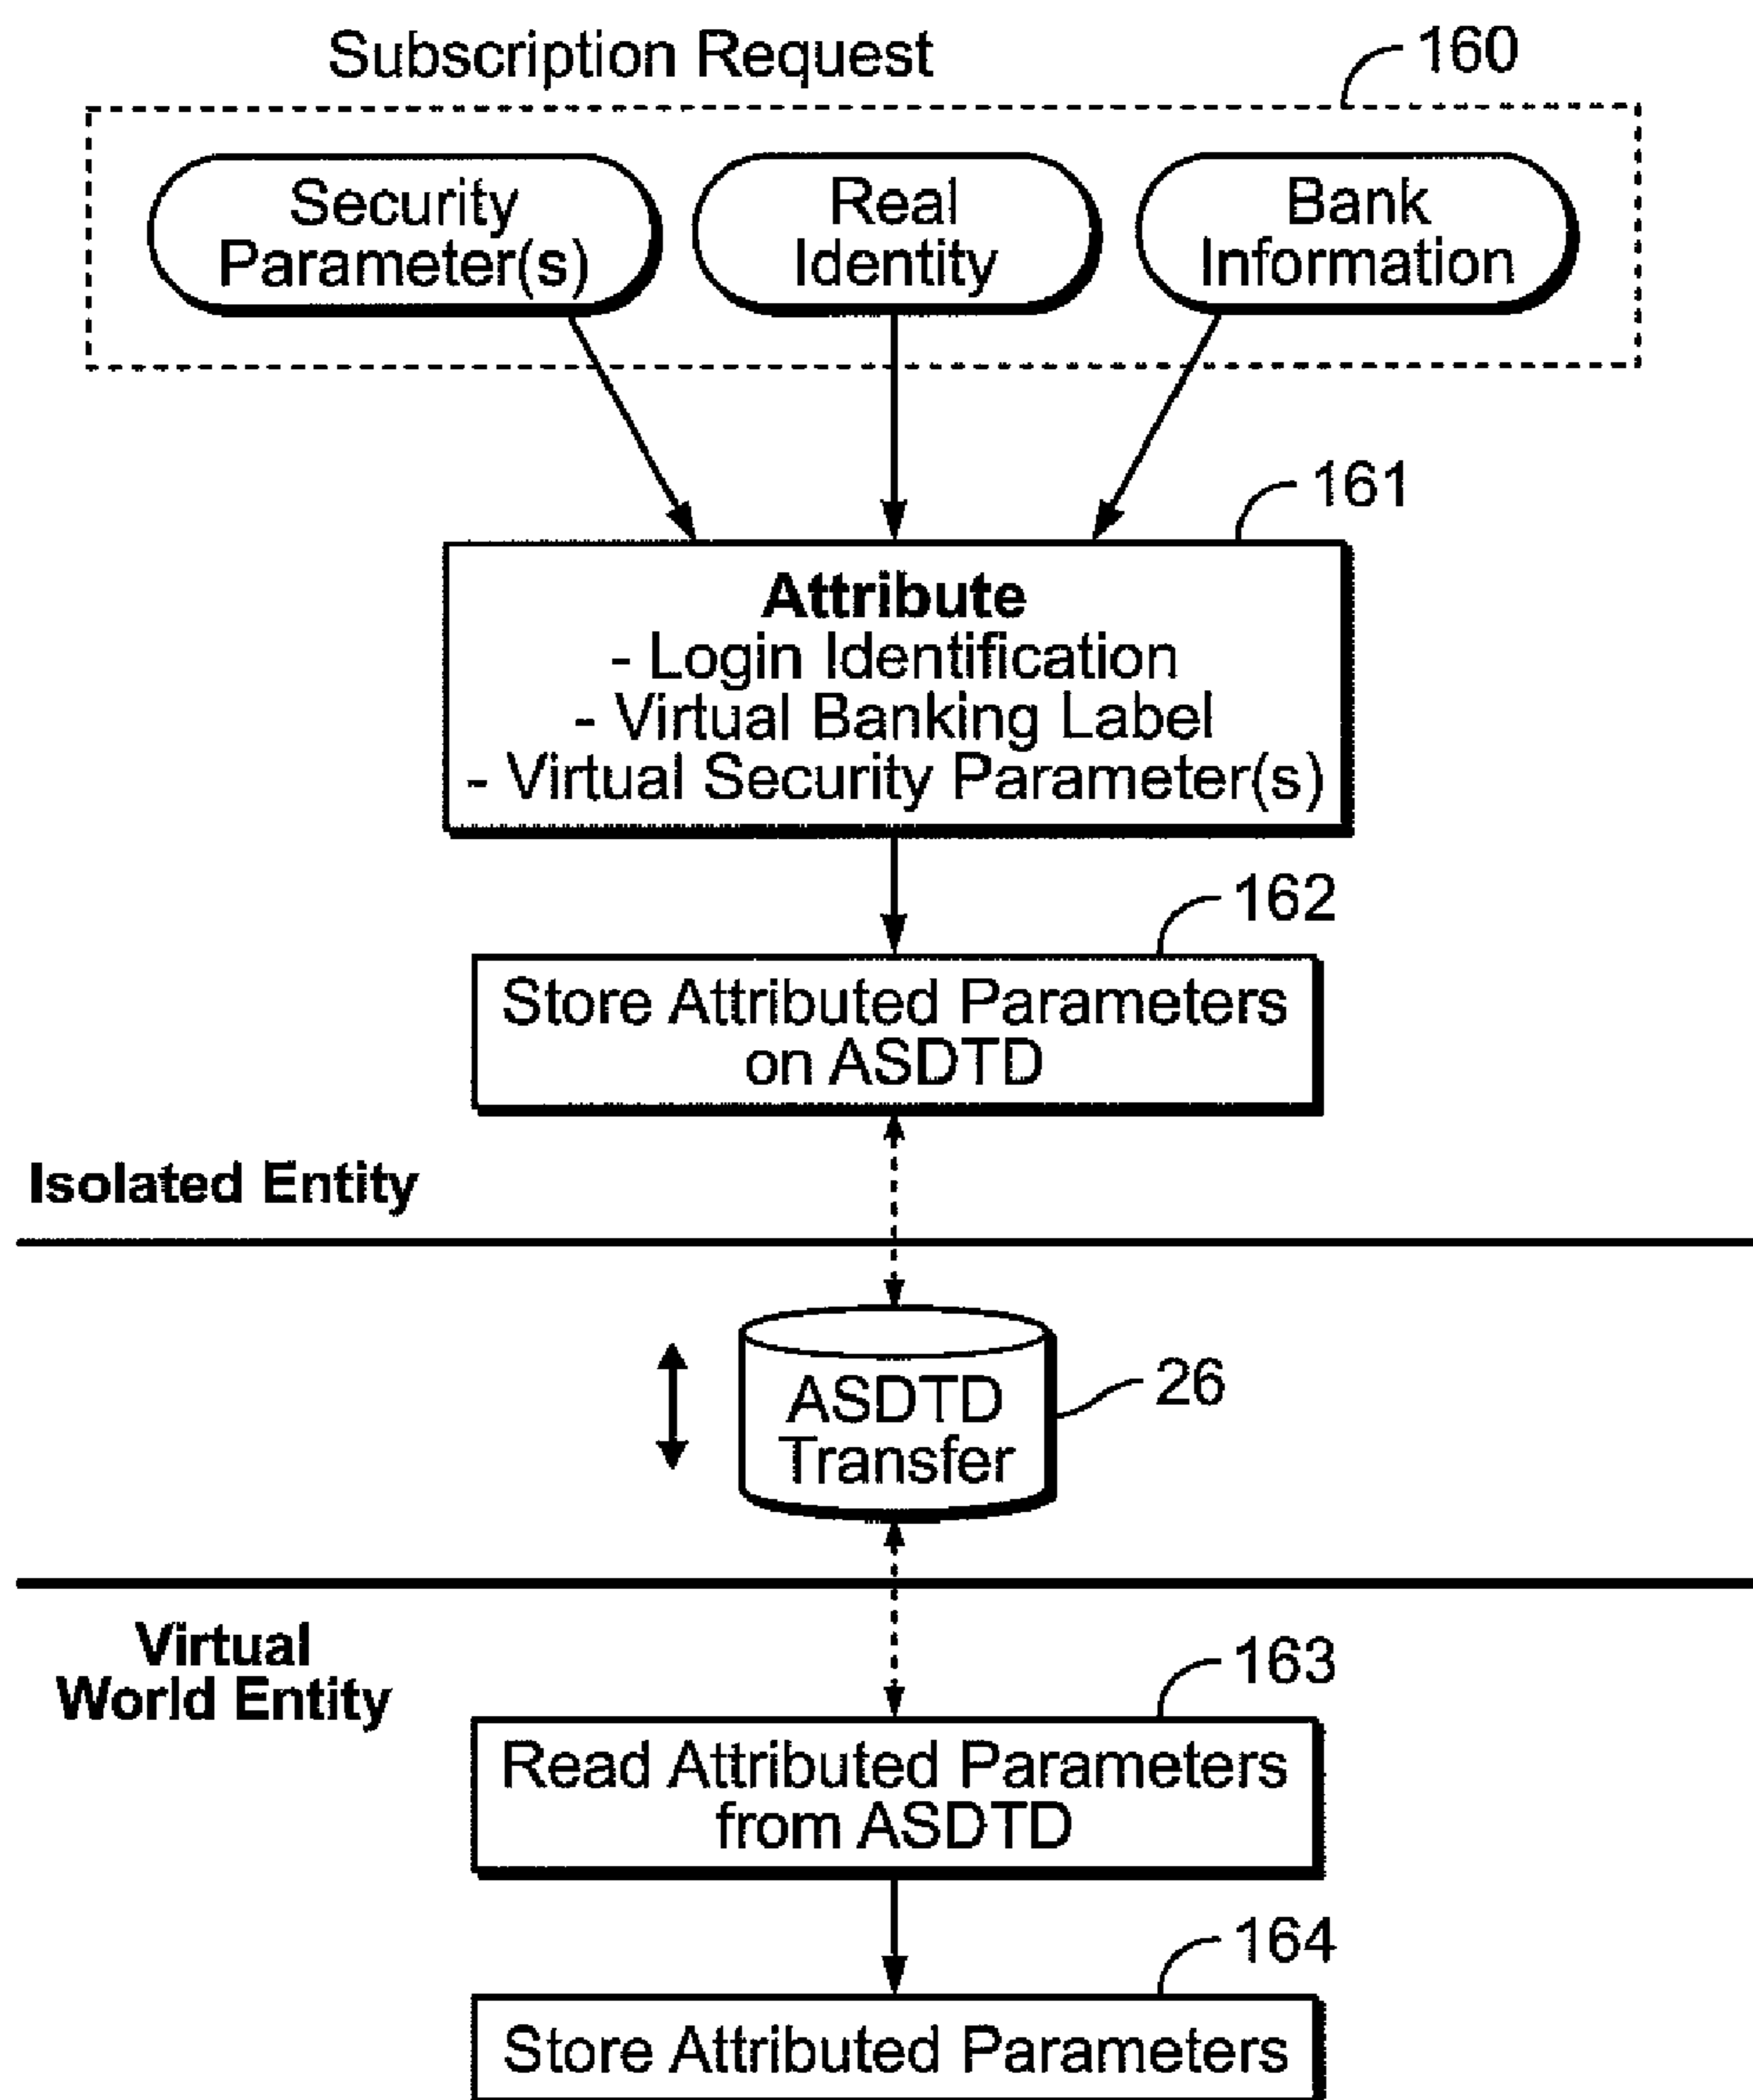 Subscription Request
160
Security
Parameter(s)
Real
Identity
Bank
Information
161
Attribute
- Login Identification
- Virtual Banking Label
- Virtual Security Parameter(s)
162
Store Attributed Parameters
on ASDTD
Isolated Entity
ASDTD
Transfer
26
Virtual
World Entity
163
Read Attributed Parameters
from ASDTD
164
Store Attributed Parameters